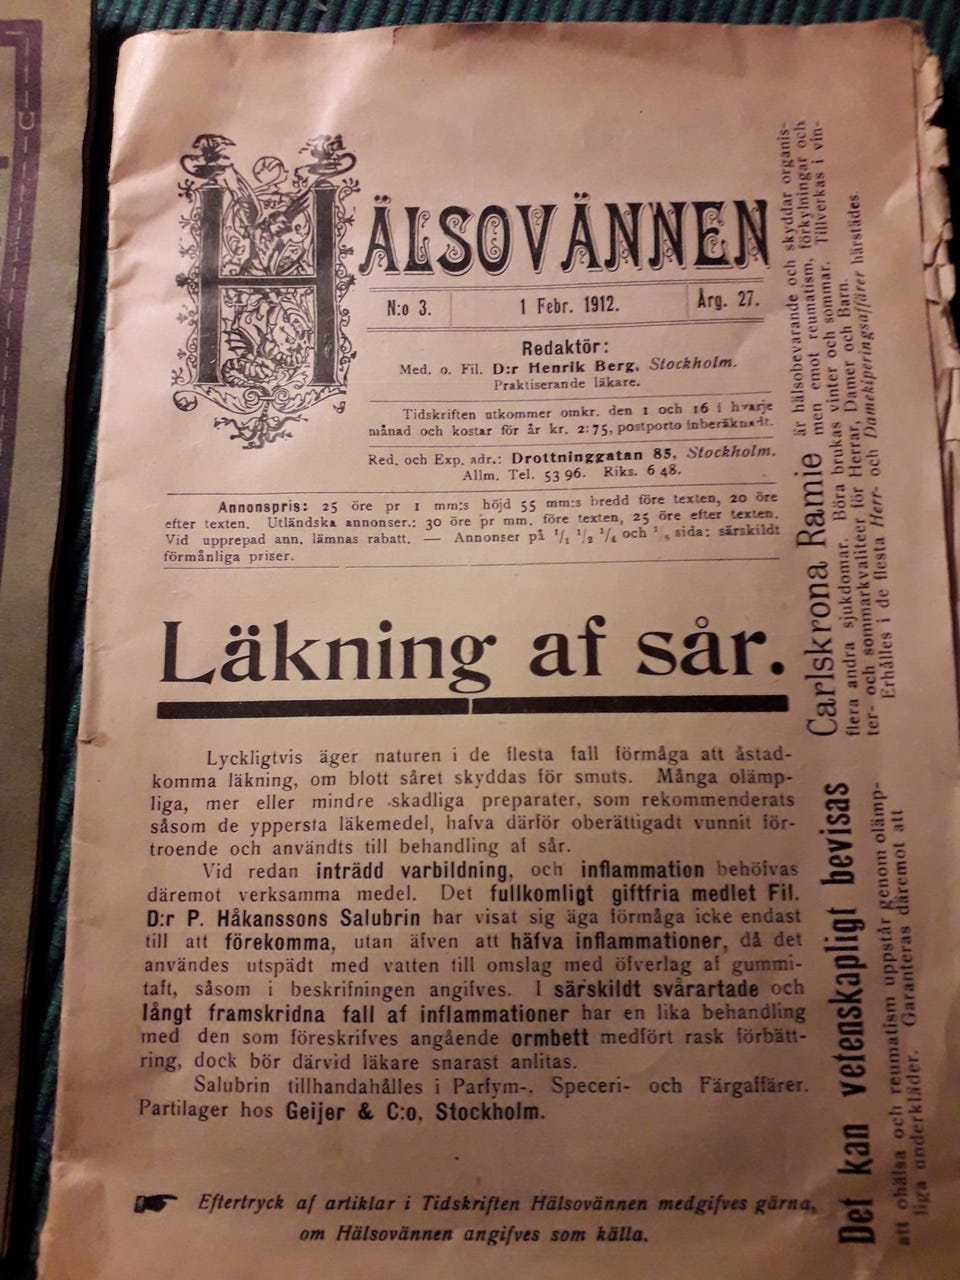 HÄLSOVÄNNEN
N:o 3. 1 Febr. 1912. Årg. 27.
Redaktör:
Med. o. Fil. D:r Henrik Berg, Stockholm.
Praktiserande läkare.
Tidskriften utkommer omkr. den 1 och 16 i hvarje
månad och kostar för år kr. 2:75, postporto inberäknadt.
Red. och Exp. adr.: Drottninggatan 85, Stockholm.
Allm. Tel. 53 96. Riks. 6 48.
Annonspris: 25 öre pr 1 mm:s höjd 55 mm:s bredd före texten, 20 öre
efter texten. Utländska annonser.: 30 öre pr mm. före texten, 25 öre efter texten.
Vid upprepad ann. lämnas rabatt. — Annonser på 1/1 1/2 1/4 och 1/8 sida: särskildt
förmånliga priser.
Läkning af sår.
Lyckligtvis äger naturen i de flesta fall förmåga att åstad-
komma läkning, om blott såret skyddas för smuts. Många olämp-
liga, mer eller mindre skadliga preparater, som rekommenderats
såsom de yppersta läkemedel, hafva därför oberättigadt vunnit för-
troende och användts till behandling af sår.
Vid redan inträdd varbildning, och inflammation behöfvas
däremot verksamma medel. Det fullkomligt giftfria medlet Fil.
D:r P. Håkanssons Salubrin har visat sig äga förmåga icke endast
till att förekomma, utan äfven att häfva inflammationer, då det
användes utspädt med vatten till omslag med öfverlag af gummi-
taft, såsom i beskrifningen angifves. I särskildt svårartade och
långt framskridna fall af inflammationer har en lika behandling
med den som föreskrifves angående ormbett medfört rask förbätt-
ring, dock bör därvid läkare snarast anlitas.
Salubrin tillhandahålles i Parfym-, Speceri- och Färgaffärer.
Partilager hos Geijer & C:o, Stockholm.
Eftertryck af artiklar i Tidskriften Hälsovännen medgifves gärna,
om Hälsovännen angifves som källa.
Det kan vetenskapligt bevisas
att ohälsa och reumatism uppstår genom olämp-
liga underkläder. Garanteras däremot att
Carlskrona Ramie är hälsobevarande och skyddar organis-
men emot reumatism, förkylningar och
flera andra sjukdomar. Böra brukas vinter och sommar. Tillverkas i vin-
ter- och sommarkvaliteter för Herrar, Damer och Barn.
Erhålles i de flesta Herr- och Damekiperingsaffärer härstädes.